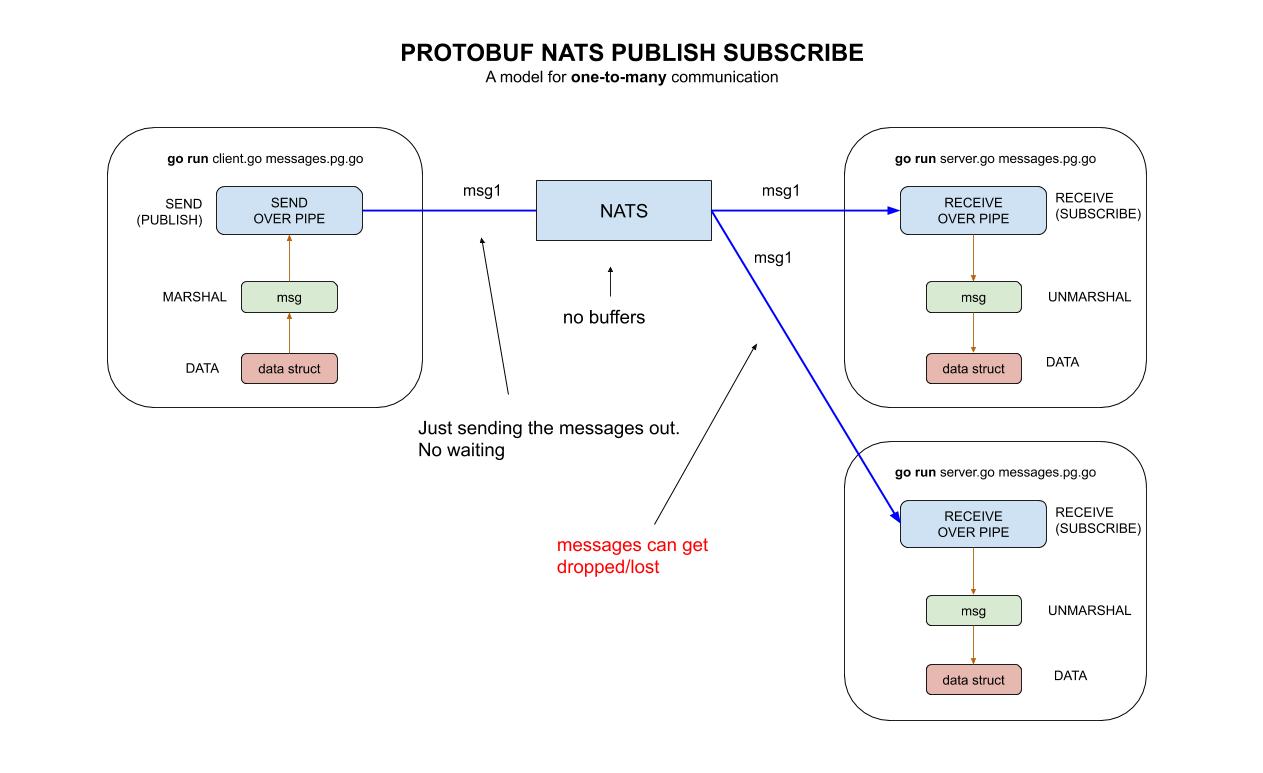 PROTOBUF NATS PUBLISH SUBSCRIBE
A model for one-to-many communication
go run client.go messages.pg.go
SEND
(PUBLISH)
SEND
OVER PIPE
MARSHAL
msg
DATA
data struct
msg1
NATS
no buffers
msg1
msg1
Just sending the messages out.
No waiting
messages can get
dropped/lost
go run server.go messages.pg.go
RECEIVE
OVER PIPE
RECEIVE
(SUBSCRIBE)
msg
UNMARSHAL
data struct
DATA
go run server.go messages.pg.go
RECEIVE
OVER PIPE
RECEIVE
(SUBSCRIBE)
msg
UNMARSHAL
data struct
DATA